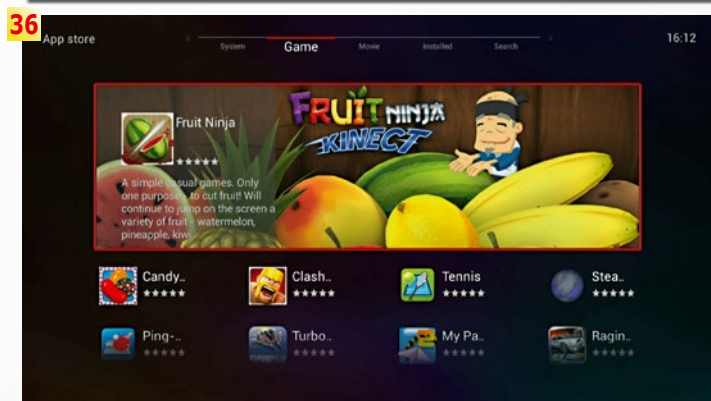 36
App store
System Game Movie Installed Search
16:12
FRUIT NINJA
KINECT
Fruit Ninja
A simple casual games. Only
one purpose - to cut fruit! Will
continue to jump on the screen a
variety of fruit - watermelon,
pineapple, kiwi
Candy.. Clash.. Tennis Stea..
Ping-.. Turbo.. My Pa.. Ragin..